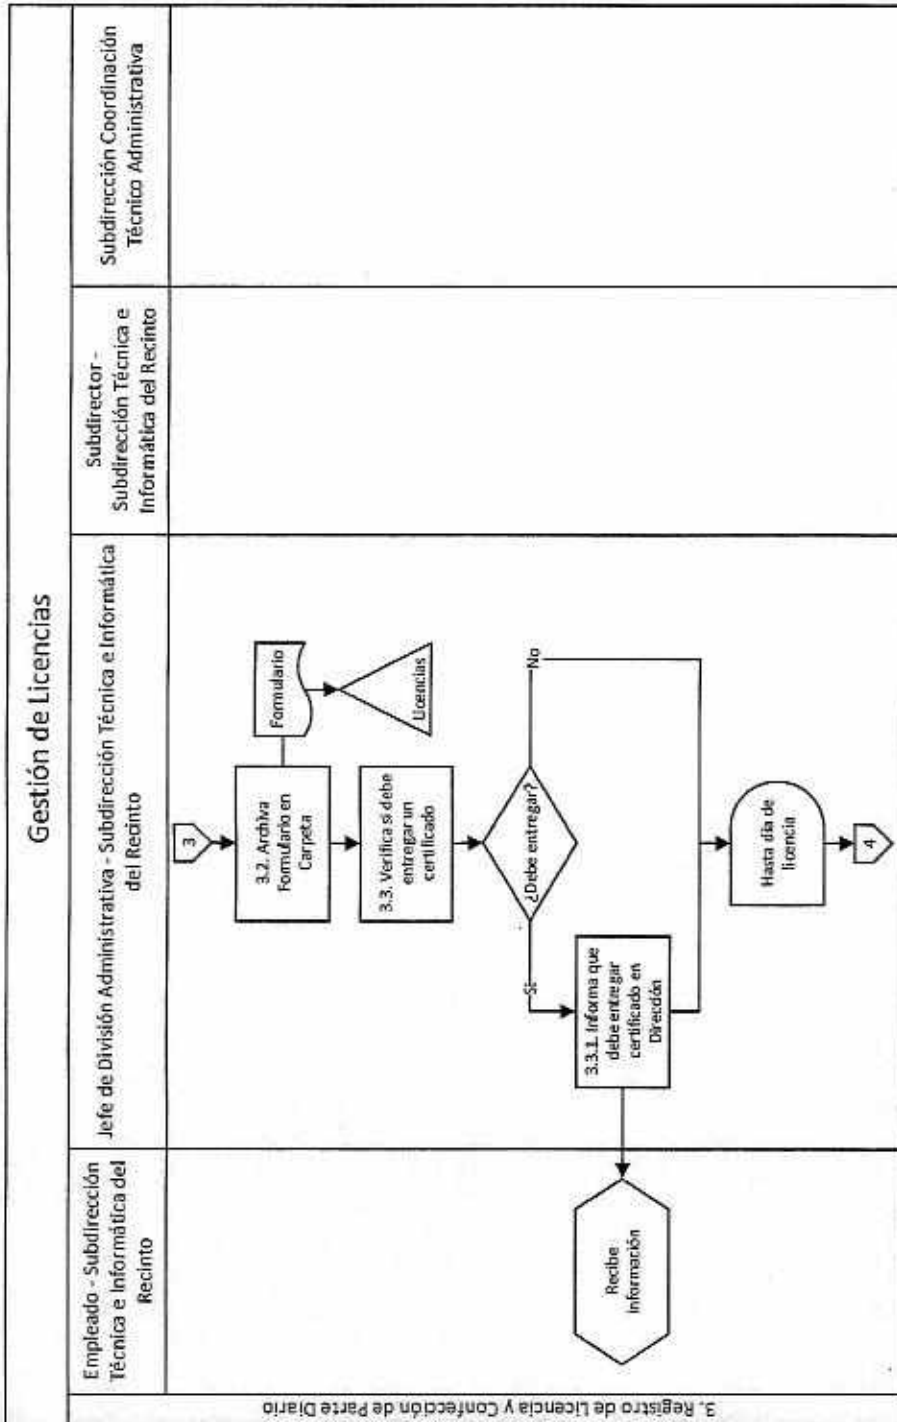 Gestión de Licencias
Empleado - Subdirección
Técnica e Informática del
Recinto
Jefe de División Administrativa - Subdirección Técnica e Informática
del Recinto
Subdirector -
Subdirección Técnica e
Informática del Recinto
Subdirección Coordinación
Técnico Administrativa
3. Registro de Licencia y Confección de Parte Diario
3
3.2. Archiva
Formulario en
Carpeta
Formulario
Licencias
3.3. Verifica si debe
entregar un
certificado
¿Debe entregar?
Sí
No
3.3.1. Informa que
debe entregar
certificado en
Dirección
Recibe
Información
Hasta día de
licencia
4